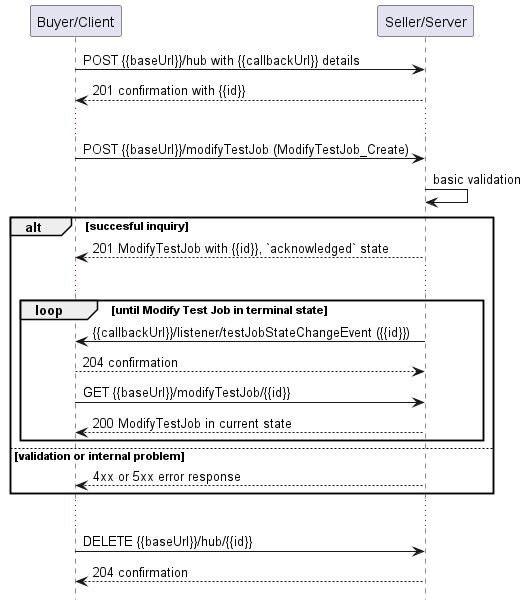 Buyer/Client
Seller/Server
POST {{baseUrl}}/hub with {{callbackUrl}} details
201 confirmation with {{id}}
POST {{baseUrl}}/modifyTestJob (ModifyTestJob_Create)
basic validation
alt
[succesful inquiry]
201 ModifyTestJob with {{id}}, `acknowledged` state
loop
[until Modify Test Job in terminal state]
{{callbackUrl}}/listener/testJobStateChangeEvent ({{id}})
204 confirmation
GET {{baseUrl}}/modifyTestJob/{{id}}
200 ModifyTestJob in current state
[validation or internal problem]
4xx or 5xx error response
DELETE {{baseUrl}}/hub/{{id}}
204 confirmation